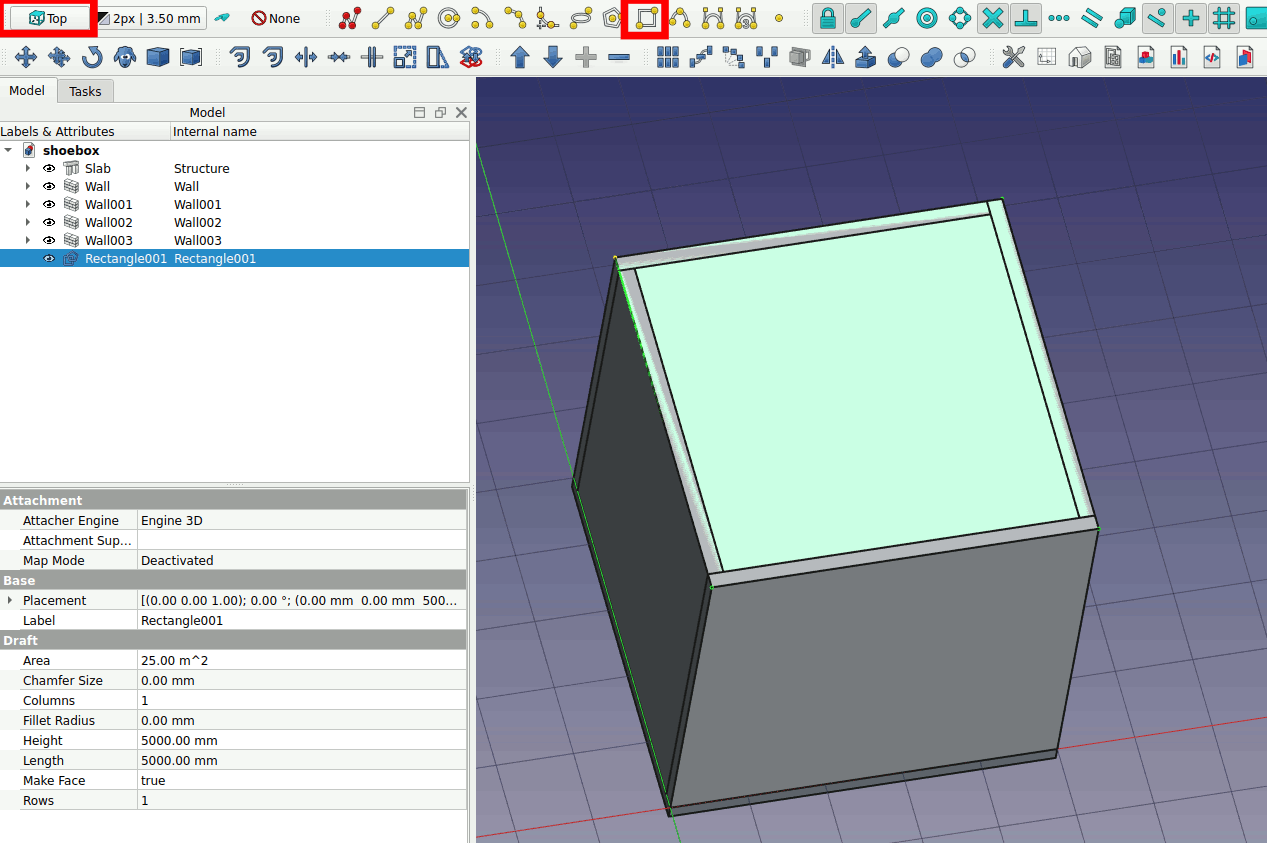 Top 2px | 3.50 mm None
Model Tasks
Model
Labels & Attributes Internal name
shoebox
Slab Structure
Wall Wall
Wall001 Wall001
Wall002 Wall002
Wall003 Wall003
Rectangle001 Rectangle001
Attachment
Attacher Engine Engine 3D
Attachment Sup...
Map Mode Deactivated
Base
Placement [(0.00 0.00 1.00); 0.00 °; (0.00 mm 0.00 mm 500...
Label Rectangle001
Draft
Area 25.00 m^2
Chamfer Size 0.00 mm
Columns 1
Fillet Radius 0.00 mm
Height 5000.00 mm
Length 5000.00 mm
Make Face true
Rows 1